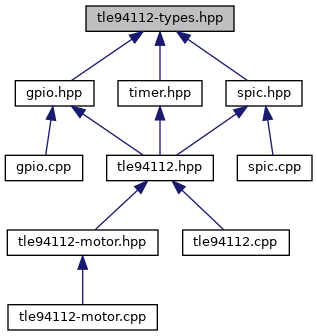 tle94112-types.hpp
gpio.hpp
timer.hpp
spic.hpp
gpio.cpp
tle94112.hpp
spic.cpp
tle94112-motor.hpp
tle94112.cpp
tle94112-motor.cpp